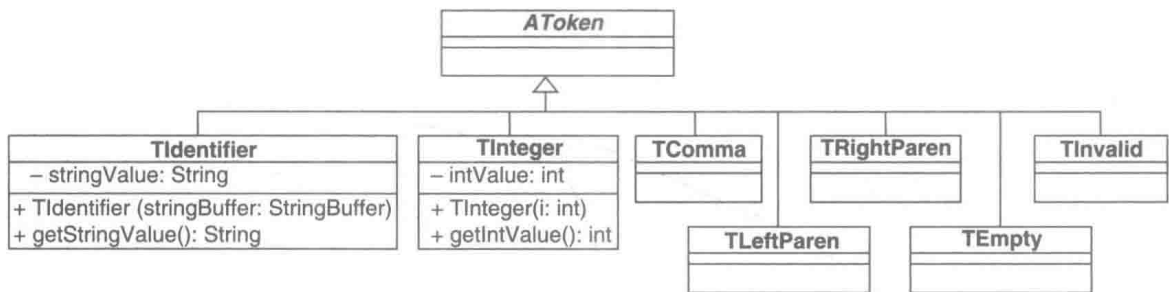 AToken
TIdentifier
– stringValue: String
+ TIdentifier (stringBuffer: StringBuffer)
+ getStringValue(): String
TInteger
– intValue: int
+ TInteger(i: int)
+ getIntValue(): int
TComma
TRightParen
TInvalid
TLeftParen
TEmpty